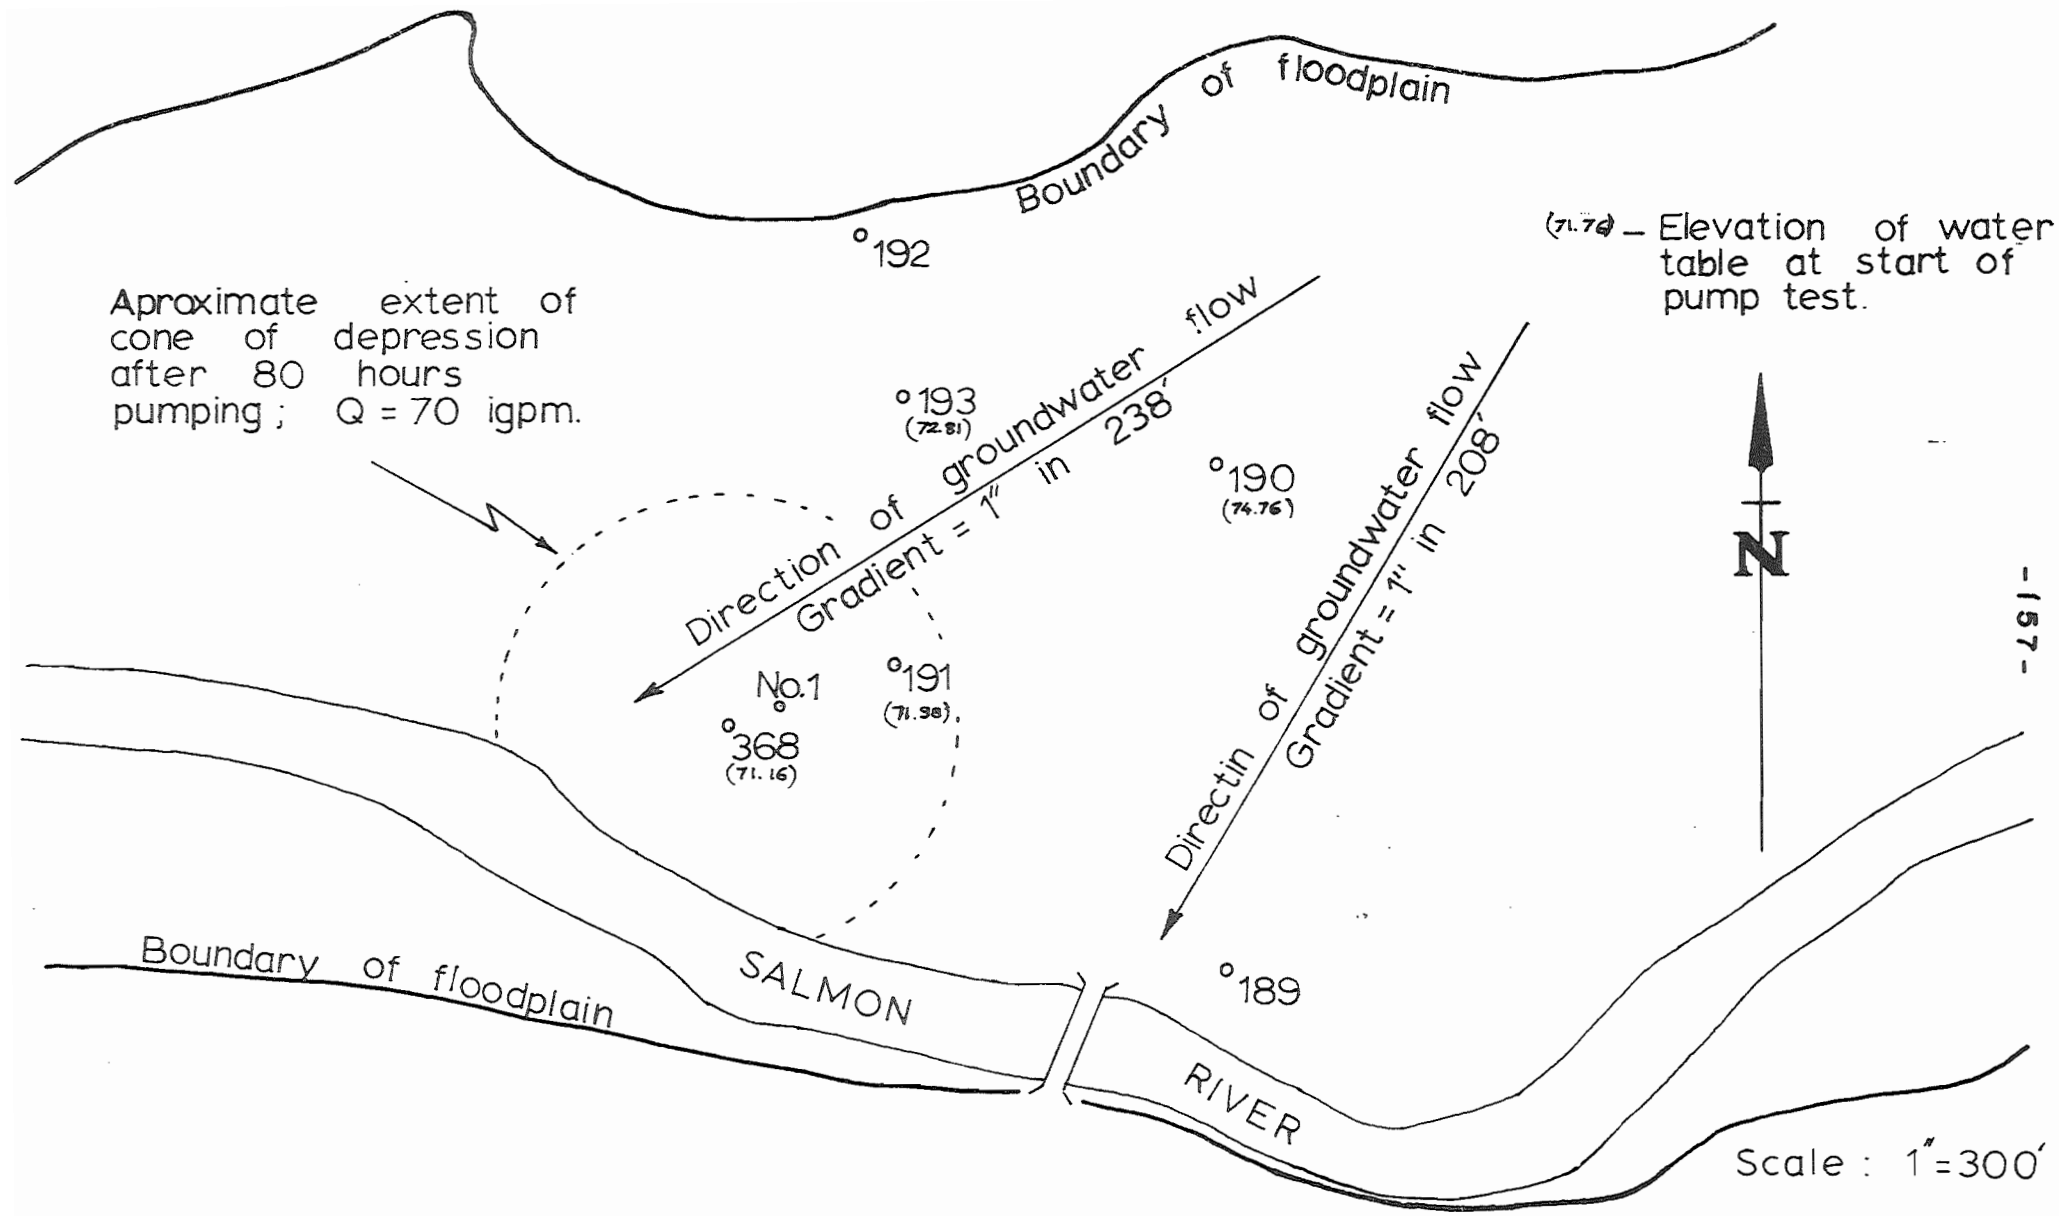 Boundary of floodplain
192
(71.76) – Elevation of water
table at start of
pump test.
Aproximate extent of
cone of depression
after 80 hours
pumping; Q = 70 igpm.
193
(72.81)
Direction of groundwater flow
Gradient = 1" in 238'
190
(74.76)
Directin of groundwater flow
Gradient = 1" in 208'
N
-157-
No.1
191
(71.98)
368
(71.16)
Boundary of floodplain
SALMON
RIVER
189
Scale : 1"=300'